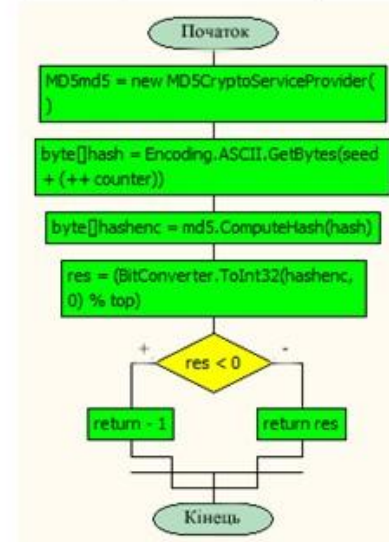 Початок
MD5md5 = new MD5CryptoServiceProvider(
)
byte[]hash = Encoding.ASCII.GetBytes(seed
+ (++ counter))
byte[]hashenc = md5.ComputeHash(hash)
res = (BitConverter.ToInt32(hashenc,
0) % top)
+ -
res < 0
return - 1
return res
Кінець